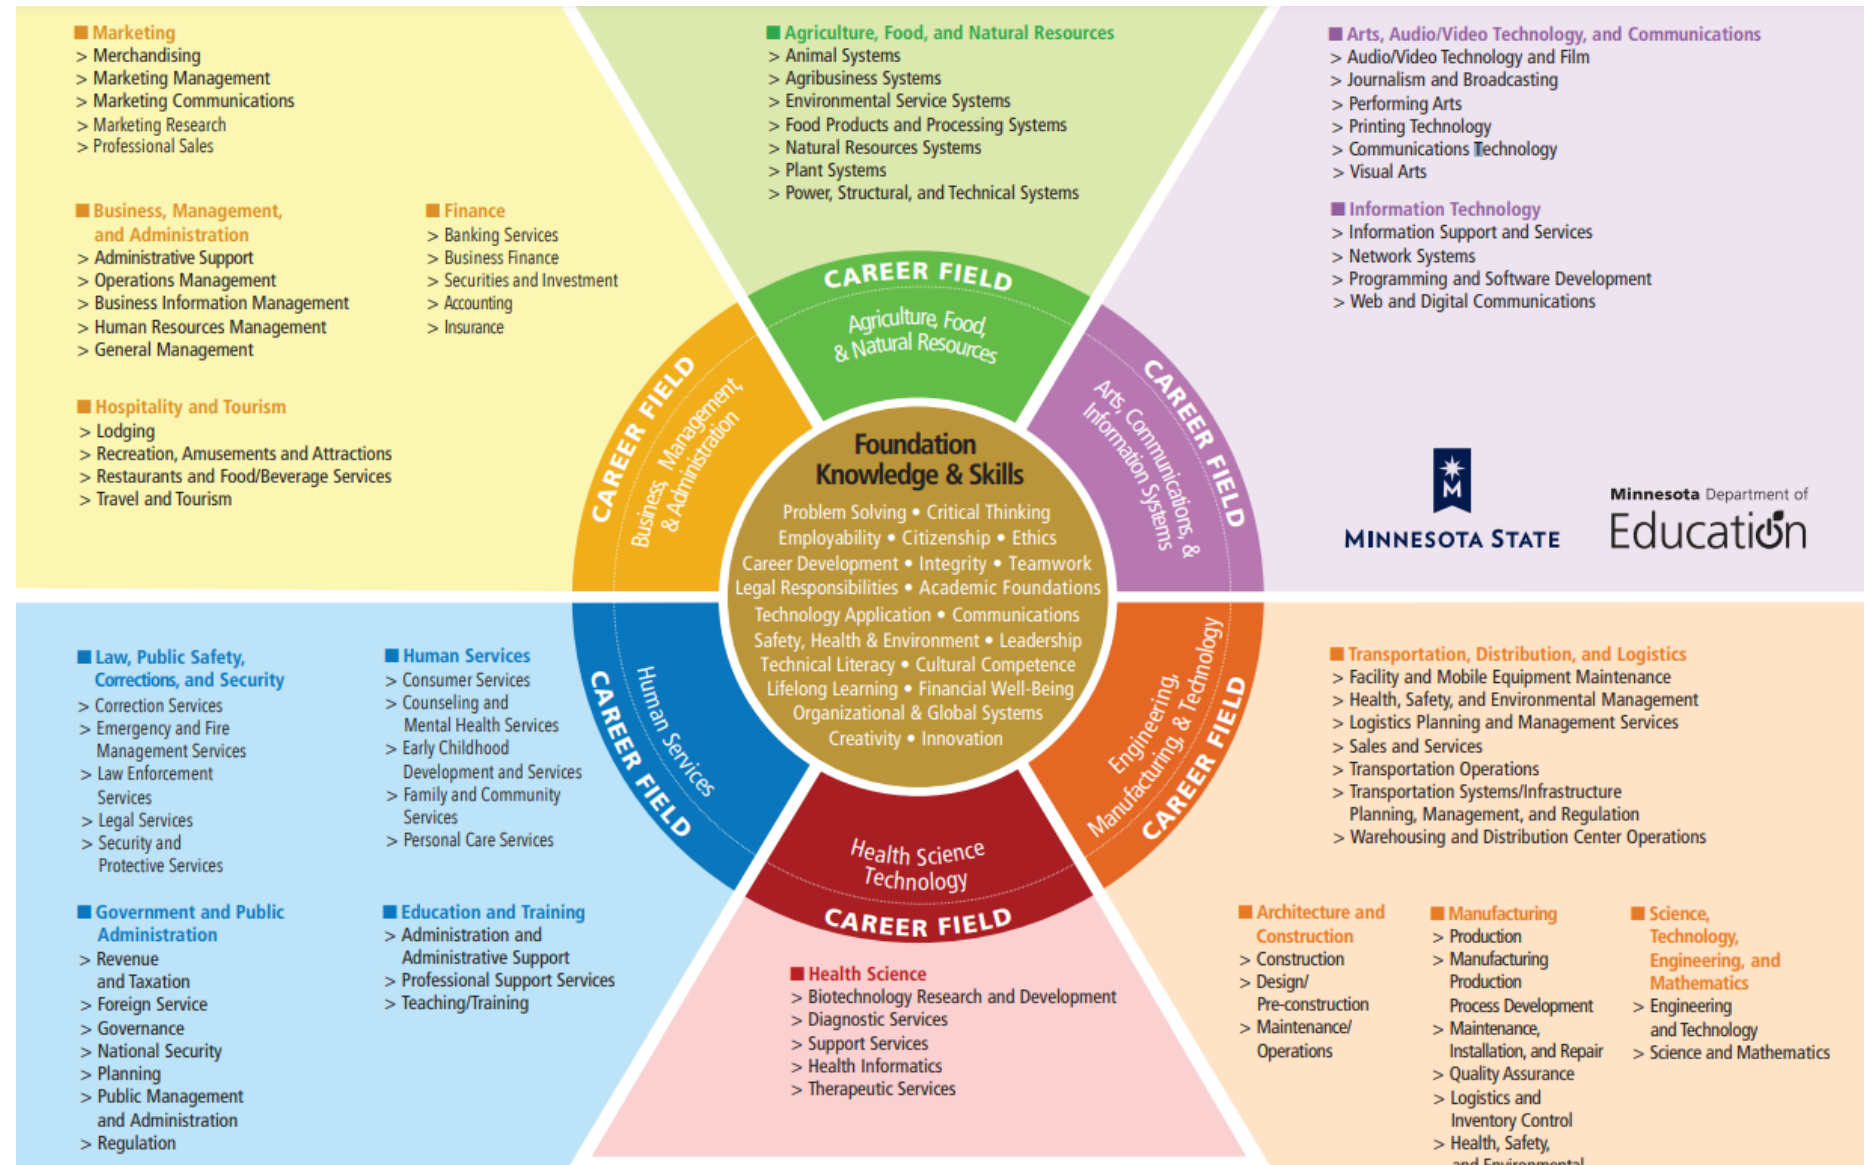 ■ Marketing
> Merchandising
> Marketing Management
> Marketing Communications
> Marketing Research
> Professional Sales
■ Business, Management,
and Administration
> Administrative Support
> Operations Management
> Business Information Management
> Human Resources Management
> General Management
■ Finance
> Banking Services
> Business Finance
> Securities and Investment
> Accounting
> Insurance
■ Hospitality and Tourism
> Lodging
> Recreation, Amusements and Attractions
> Restaurants and Food/Beverage Services
> Travel and Tourism
■ Agriculture, Food, and Natural Resources
> Animal Systems
> Agribusiness Systems
> Environmental Service Systems
> Food Products and Processing Systems
> Natural Resources Systems
> Plant Systems
> Power, Structural, and Technical Systems
■ Arts, Audio/Video Technology, and Communications
> Audio/Video Technology and Film
> Journalism and Broadcasting
> Performing Arts
> Printing Technology
> Communications Technology
> Visual Arts
■ Information Technology
> Information Support and Services
> Network Systems
> Programming and Software Development
> Web and Digital Communications
M
MINNESOTA STATE
Minnesota Department of
Education
CAREER FIELD
Business, Management,
& Administration
CAREER FIELD
Agriculture, Food,
& Natural Resources
CAREER FIELD
Arts, Communications, &
Information Systems
Foundation
Knowledge & Skills
Problem Solving • Critical Thinking
Employability • Citizenship • Ethics
Career Development • Integrity • Teamwork
Legal Responsibilities • Academic Foundations
Technology Application • Communications
Safety, Health & Environment • Leadership
Technical Literacy • Cultural Competence
Lifelong Learning • Financial Well-Being
Organizational & Global Systems
Creativity • Innovation
Human Services
CAREER FIELD
Health Science
Technology
CAREER FIELD
Engineering,
Manufacturing, & Technology
CAREER FIELD
■ Law, Public Safety,
Corrections, and Security
> Correction Services
> Emergency and Fire
Management Services
> Law Enforcement
Services
> Legal Services
> Security and
Protective Services
■ Human Services
> Consumer Services
> Counseling and
Mental Health Services
> Early Childhood
Development and Services
> Family and Community
Services
> Personal Care Services
■ Government and Public
Administration
> Revenue
and Taxation
> Foreign Service
> Governance
> National Security
> Planning
> Public Management
and Administration
> Regulation
■ Education and Training
> Administration and
Administrative Support
> Professional Support Services
> Teaching/Training
■ Health Science
> Biotechnology Research and Development
> Diagnostic Services
> Support Services
> Health Informatics
> Therapeutic Services
■ Transportation, Distribution, and Logistics
> Facility and Mobile Equipment Maintenance
> Health, Safety, and Environmental Management
> Logistics Planning and Management Services
> Sales and Services
> Transportation Operations
> Transportation Systems/Infrastructure
Planning, Management, and Regulation
> Warehousing and Distribution Center Operations
■ Architecture and
Construction
> Construction
> Design/
Pre-construction
> Maintenance/
Operations
■ Manufacturing
> Production
> Manufacturing
Production
Process Development
> Maintenance,
Installation, and Repair
> Quality Assurance
> Logistics and
Inventory Control
> Health, Safety,
and Environmental
■ Science,
Technology,
Engineering, and
Mathematics
> Engineering
and Technology
> Science and Mathematics